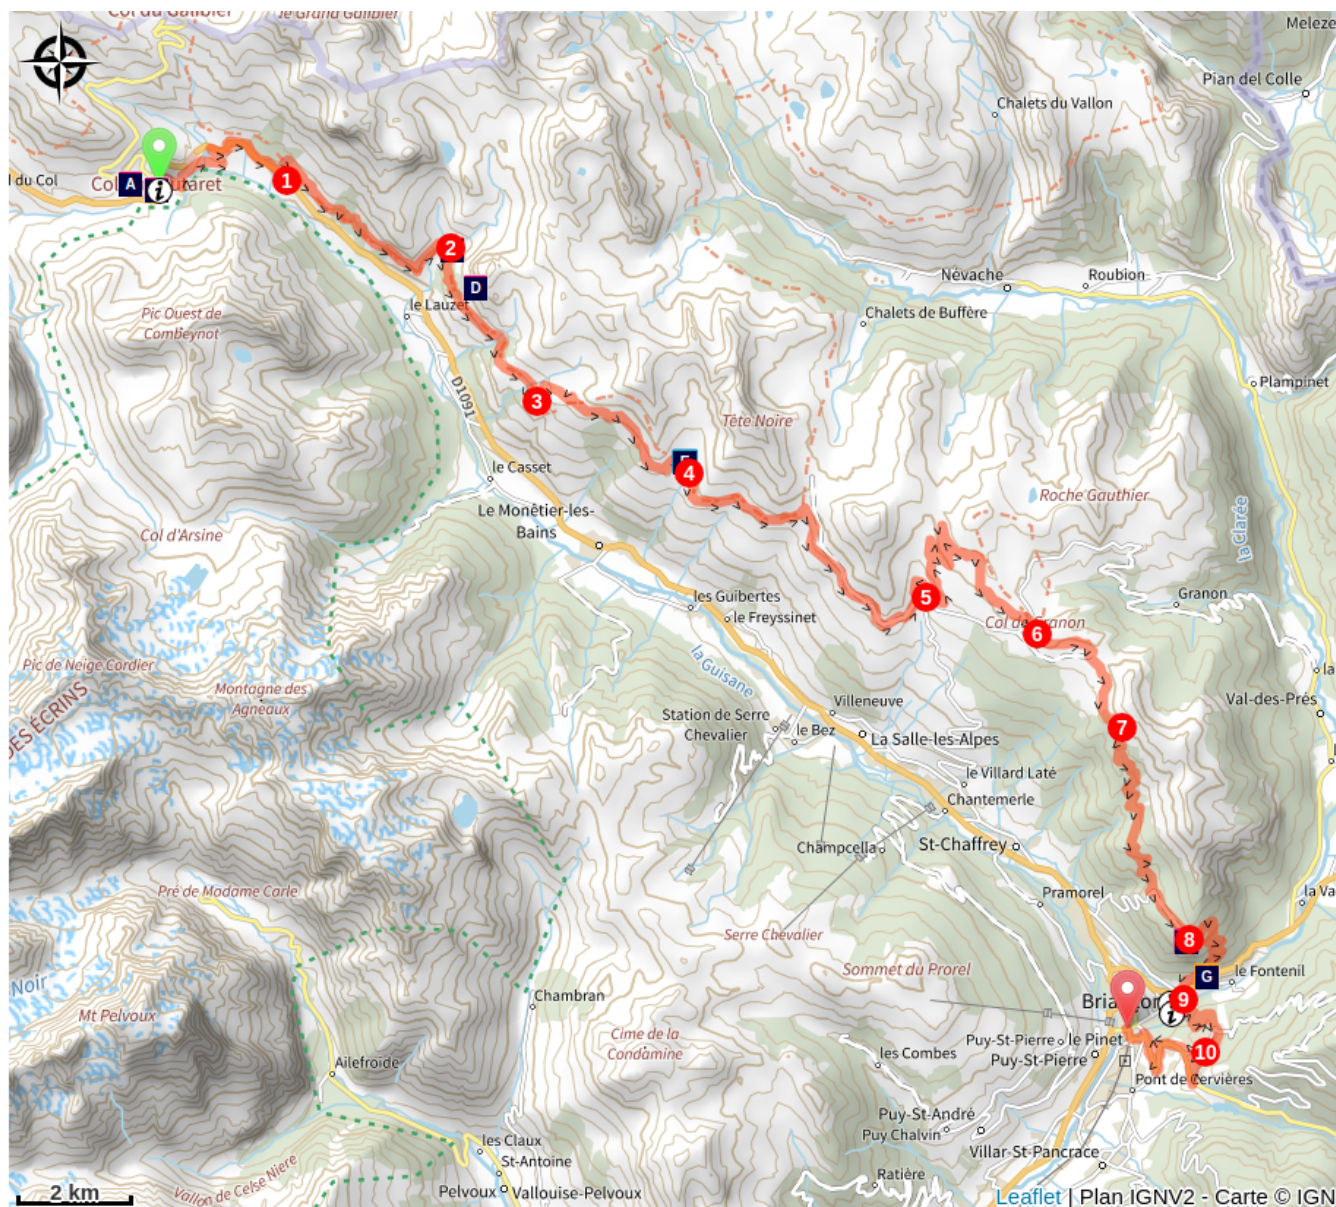 Col du Galibier
le Grand Galibier
Meleze
Pian del Colle
Chalets du Vallon
1
A
i
2
D
Névache
Roubion
le Lauzet
Chalets de Buffère
Pic Ouest de
Combeynot
D1091
Plampinet
3
Tête Noire
4
le Casset
Roche Gauthier
Le Monêtier-les-
Bains
la Clarée
Col d'Arsine
5
les Guibertes
le Freyssinet
Granon
6
la Guisane
Pic de Neige Cordier
DES ÉCRINS
Montagne des
Agneaux
Val-des-Prés
Villeneuve
Station de Serre
Chevalier
le Bez
7
La Salle-les-Alpes
le Villard Laté
Chantemerle
Champcella
St-Chaffrey
Pré de Modame Carle
Pramorel
la Va
Serre Chevalier
8
Sommet du Prorel
G
le Fontenil
Noir
Chambran
9
i
Mt Pelvoux
Cime de la
Condamine
Puy-St-Pierre
le Pinet
Puy-St-Pierre
10
les Combes
Ailefroide
Pont de Cervières
Puy-St-André
Puy Chalvin
les Claux
St-Antoine
Villar-St-Pancrace
Vallon de Celse Niere
Ratière
Pelvoux
Vallouise-Pelvoux
2 km
Leaflet | Plan IGNV2 - Carte © IGN